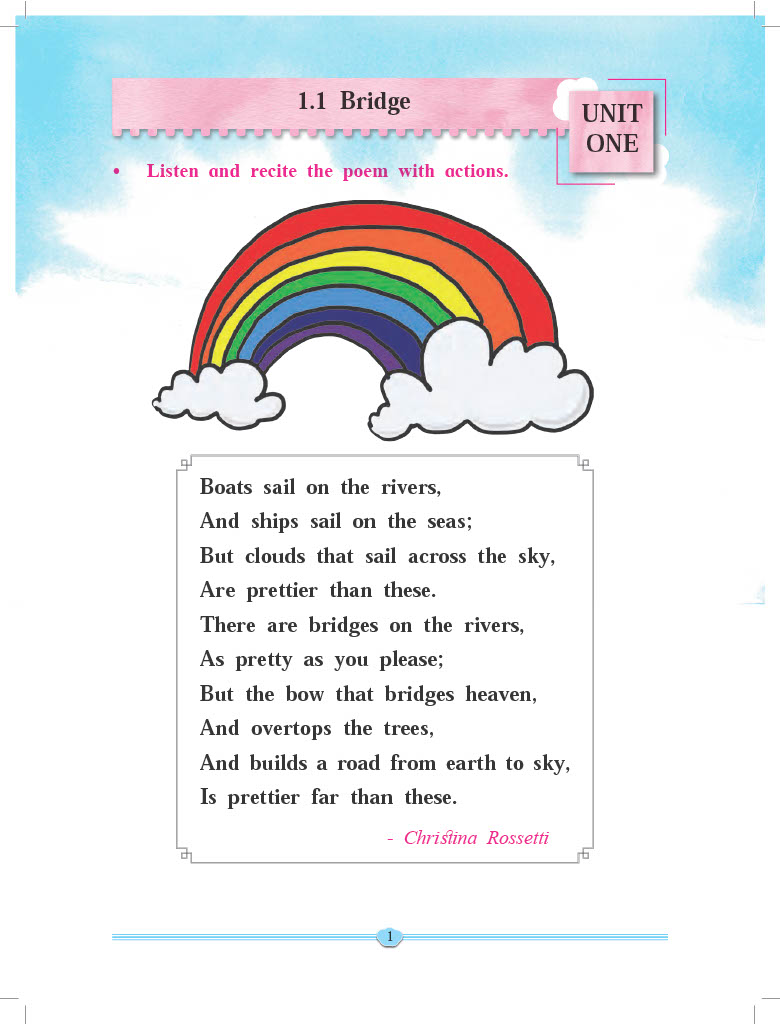 1.1 Bridge
UNIT
ONE
• Listen and recite the poem with actions.
Boats sail on the rivers,
And ships sail on the seas;
But clouds that sail across the sky,
Are prettier than these.
There are bridges on the rivers,
As pretty as you please;
But the bow that bridges heaven,
And overtops the trees,
And builds a road from earth to sky,
Is prettier far than these.
- Christina Rossetti
1